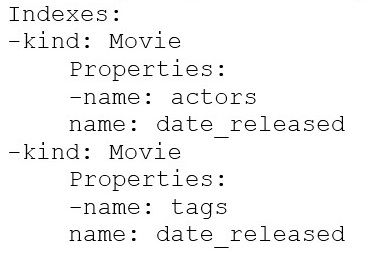 Indexes:
-kind: Movie
Properties:
-name: actors
name: date_released
-kind: Movie
Properties:
-name: tags
name: date_released